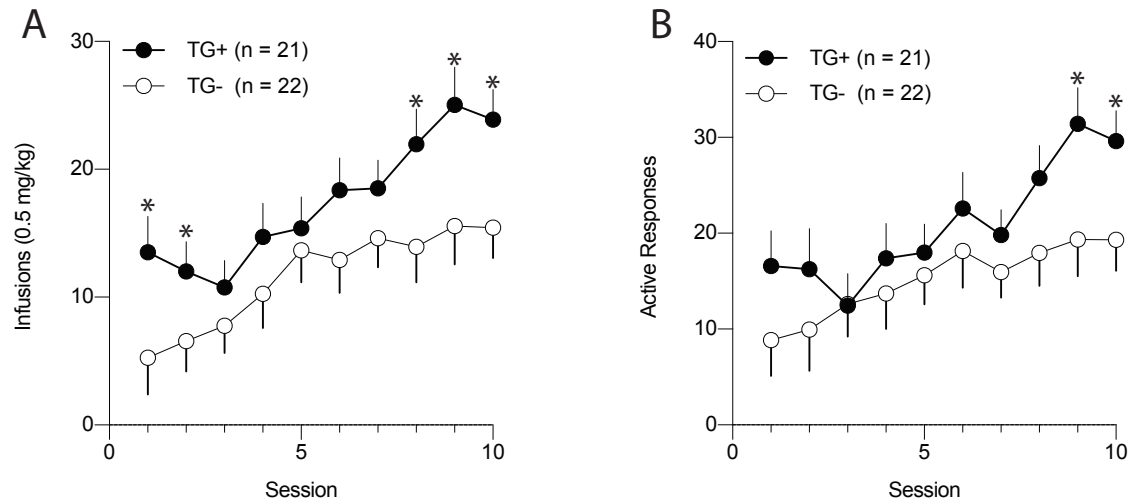 A
30
20
10
0
Infusions (0.5 mg/kg)
TG+ (n = 21)
TG- (n = 22)
*
*
*
*
*
0
5
10
Session
B
40
30
20
10
0
Active Responses
TG+ (n = 21)
TG- (n = 22)
*
*
0
5
10
Session